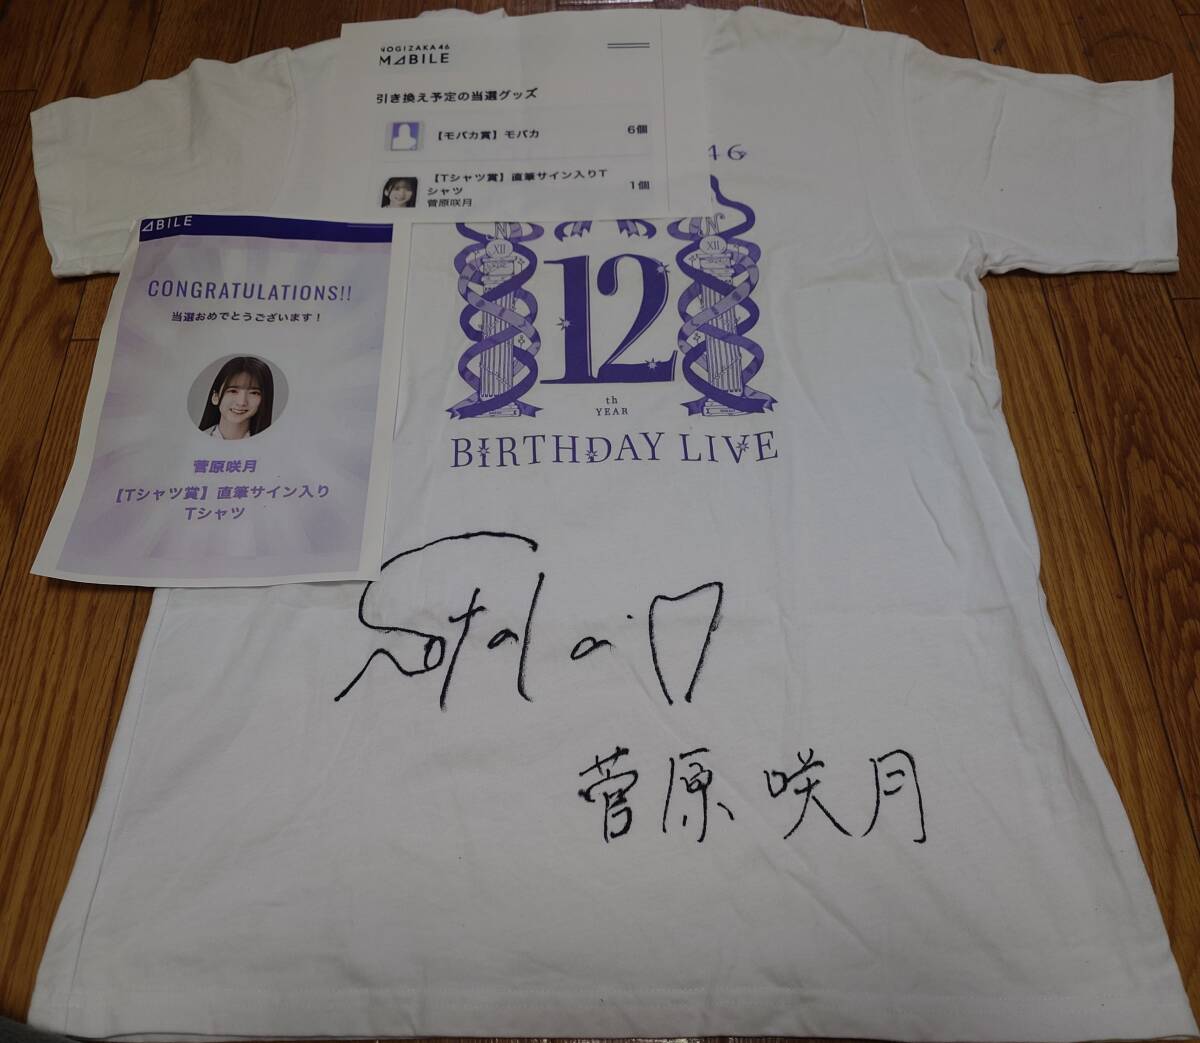 NOGIZAKA46
MOBILE
引き換え予定の当選グッズ
【モバカ賞】モバカ
6個
【Tシャツ賞】直筆サイン入りT
シャツ
菅原咲月
1個
46
BILE
CONGRATULATIONS!!
当選おめでとうございます！
菅原咲月
【Tシャツ賞】直筆サイン入り
Tシャツ
N
N
XII
XII
12
th
YEAR
BIRTHDAY LIVE
菅原咲月